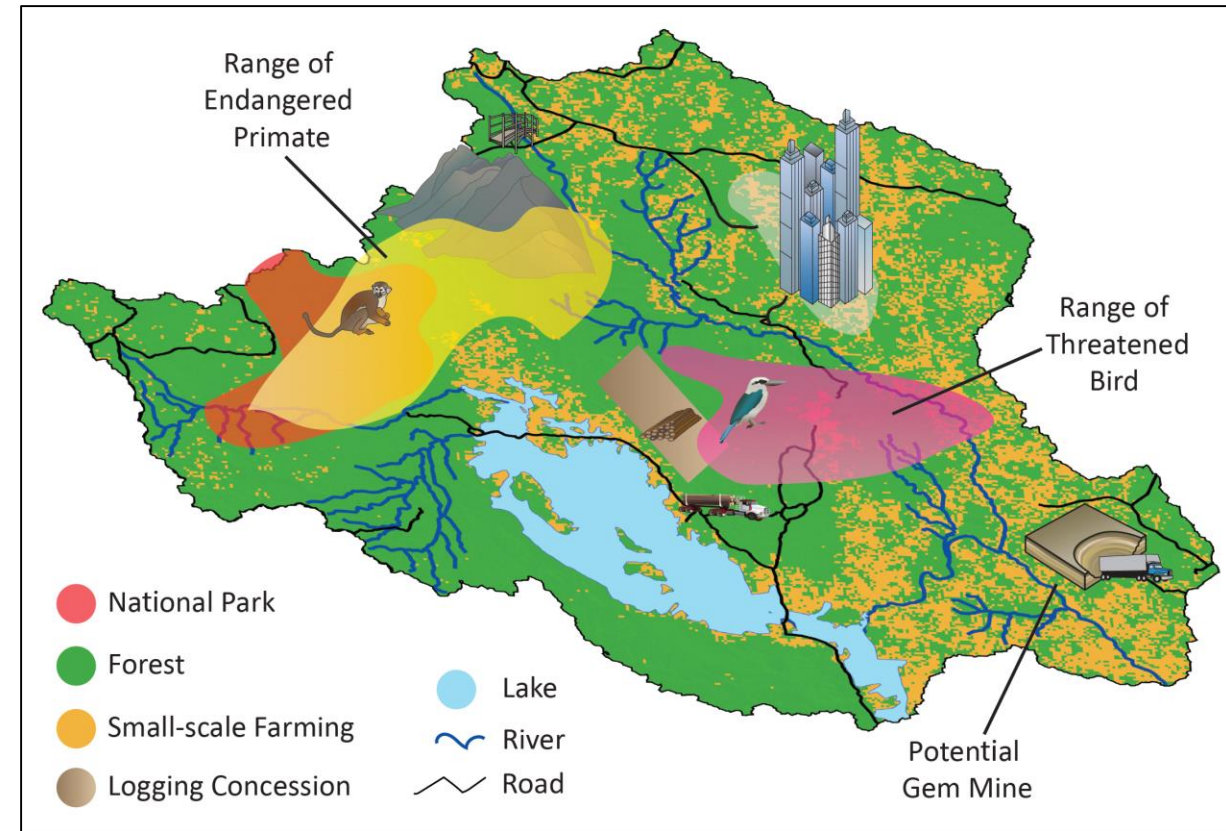 Range of
Endangered
Primate
Range of
Threatened
Bird
National Park
Forest
Small-scale Farming
Logging Concession
Lake
River
Road
Potential
Gem Mine